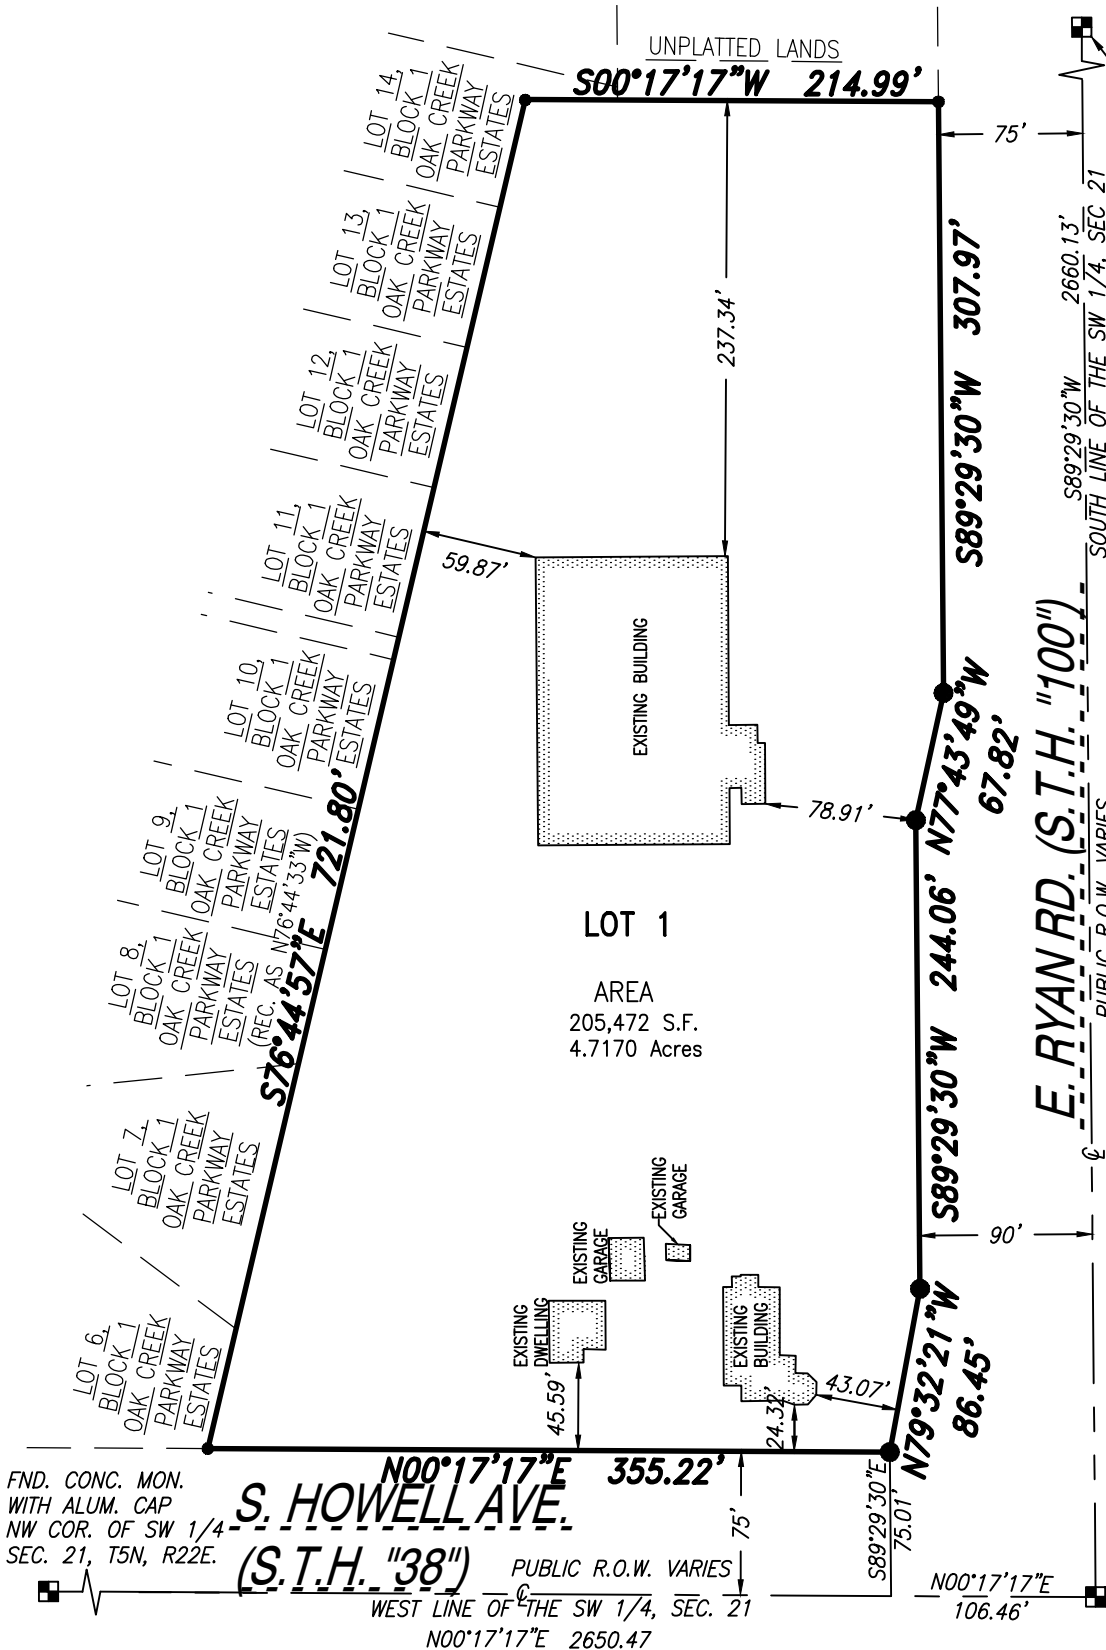 UNPLATTED LANDS
S00°17'17"W 214.99'
75'
LOT 14,
BLOCK 1
OAK CREEK
PARKWAY
ESTATES
LOT 13,
BLOCK 1
OAK CREEK
PARKWAY
ESTATES
LOT 12,
BLOCK 1
OAK CREEK
PARKWAY
ESTATES
LOT 11,
BLOCK 1
OAK CREEK
PARKWAY
ESTATES
LOT 10,
BLOCK 1
OAK CREEK
PARKWAY
ESTATES
LOT 9,
BLOCK 1
OAK CREEK
PARKWAY
ESTATES
LOT 8,
BLOCK 1
OAK CREEK
PARKWAY
ESTATES
LOT 7,
BLOCK 1
OAK CREEK
PARKWAY
ESTATES
LOT 6,
BLOCK 1
OAK CREEK
PARKWAY
ESTATES
(REC. AS N76°44'33"W)
S76°44'57"E 721.80'
237.34'
59.87'
EXISTING BUILDING
78.91'
S89°29'30"W 307.97'
N77°43'49"W
67.82'
S89°29'30"W 244.06'
S89°29'30"W 2660.13'
SOUTH LINE OF THE SW 1/4, SEC 21
E. RYAN RD. (S.T.H. "100")
PUBLIC R.O.W. VARIES
LOT 1
AREA
205,472 S.F.
4.7170 Acres
90'
EXISTING
GARAGE
EXISTING
GARAGE
EXISTING
DWELLING
EXISTING
BUILDING
45.59'
24.32'
43.07'
N79°32'21"W
86.45'
N00°17'17"E 355.22'
FND. CONC. MON.
WITH ALUM. CAP
NW COR. OF SW 1/4
SEC. 21, T5N, R22E.
S. HOWELL AVE.
(S.T.H. "38")
PUBLIC R.O.W. VARIES
75'
S89°29'30"E
75.01'
WEST LINE OF THE SW 1/4, SEC. 21
N00°17'17"E 2650.47
N00°17'17"E
106.46'